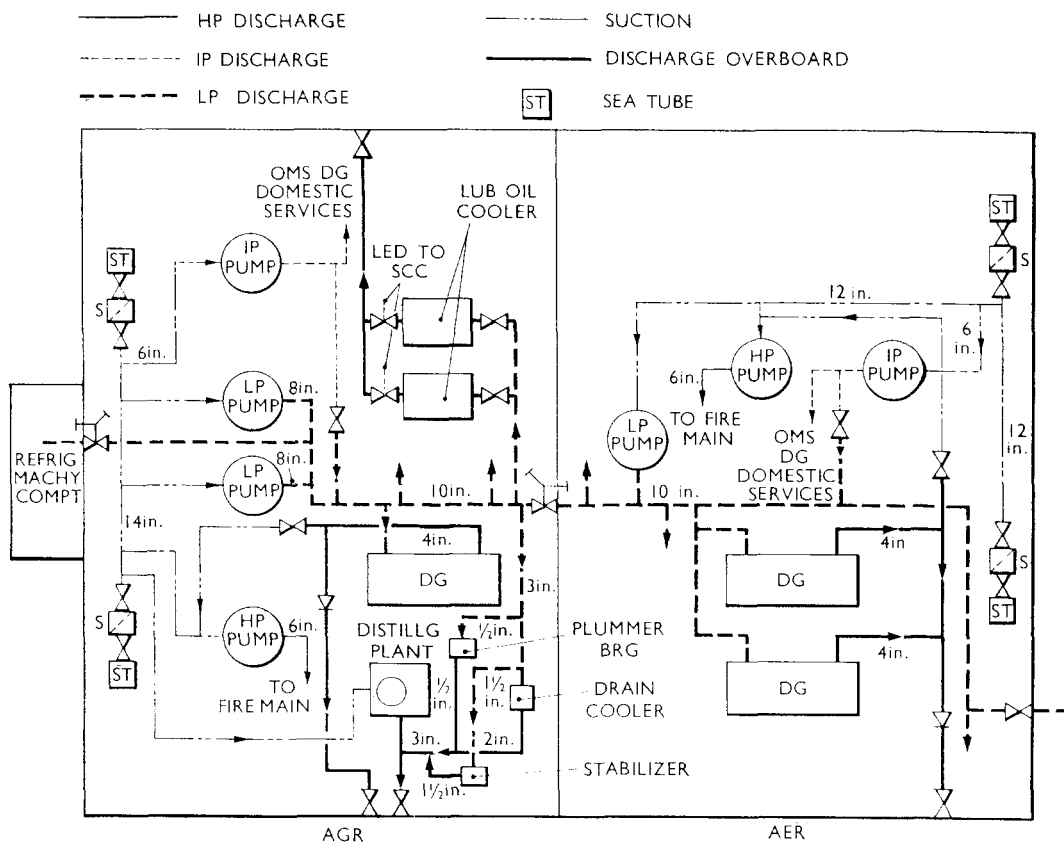 HP DISCHARGE
SUCTION
IP DISCHARGE
DISCHARGE OVERBOARD
LP DISCHARGE
ST
SEA TUBE
OMS DG
DOMESTIC
SERVICES
LUB OIL
COOLER
LED TO
SCC
IP
PUMP
ST
S
6in.
LP
PUMP
8in.
REFRIG
MACHY
COMPT
LP
PUMP
8in.
14in.
10in.
4in.
DG
S
ST
HP
PUMP
6in.
TO
FIRE MAIN
DISTILLG
PLANT
½
in.
3in.
½in.
1½
in.
2in.
1½in.
3in.
PLUMMER
BRG
DRAIN
COOLER
STABILIZER
ST
S
12 in.
6
in.
HP
PUMP
IP
PUMP
6in.
TO FIRE
MAIN
LP
PUMP
OMS
DG
DOMESTIC
SERVICES
12
in.
10 in.
DG
4in
DG
4in.
S
ST
AGR
AER